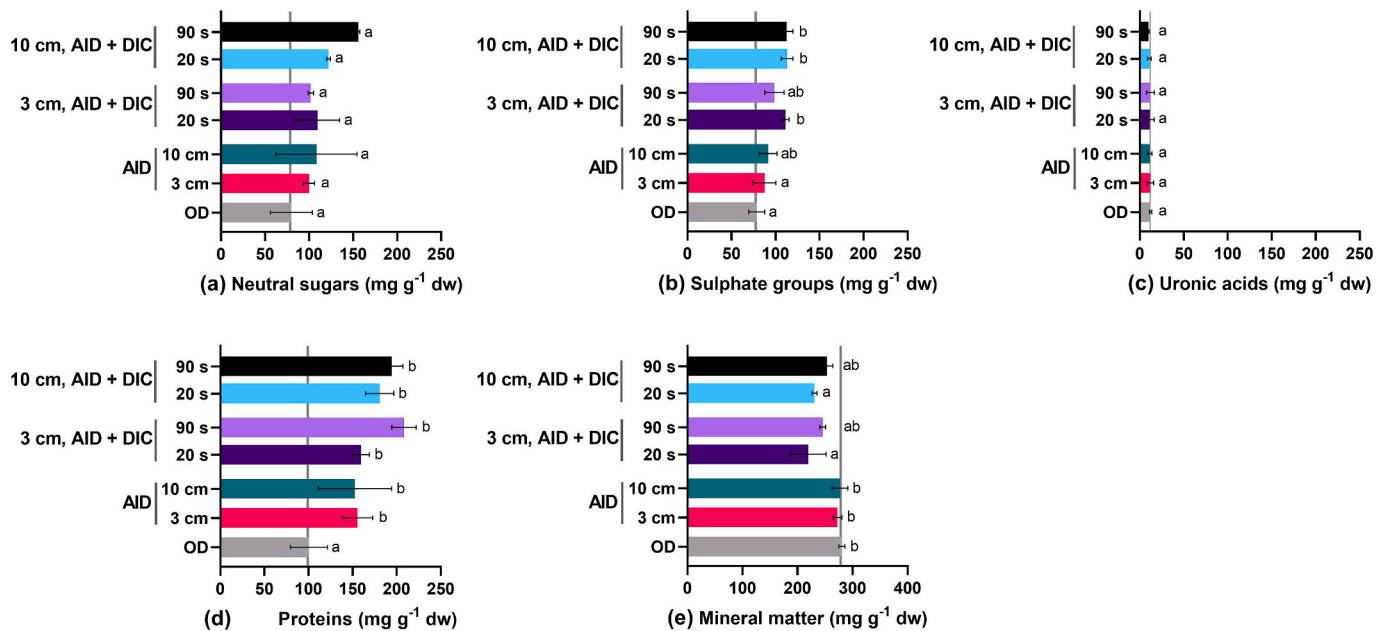 10 cm, AID + DIC
90 s
a
20 s
a
3 cm, AID + DIC
90 s
a
20 s
a
AID
10 cm
a
3 cm
a
OD
a
0 50 100 150 200 250
(a) Neutral sugars (mg g⁻¹ dw)
10 cm, AID + DIC
90 s
b
20 s
b
3 cm, AID + DIC
90 s
ab
20 s
b
AID
10 cm
ab
3 cm
a
OD
a
0 50 100 150 200 250
(b) Sulphate groups (mg g⁻¹ dw)
10 cm, AID + DIC
90 s
a
20 s
a
3 cm, AID + DIC
90 s
a
20 s
a
AID
10 cm
a
3 cm
a
OD
a
0 50 100 150 200 250
(c) Uronic acids (mg g⁻¹ dw)
10 cm, AID + DIC
90 s
b
20 s
b
3 cm, AID + DIC
90 s
b
20 s
b
AID
10 cm
b
3 cm
b
OD
a
0 50 100 150 200 250
(d) Proteins (mg g⁻¹ dw)
10 cm, AID + DIC
90 s
ab
20 s
a
3 cm, AID + DIC
90 s
ab
20 s
a
AID
10 cm
b
3 cm
b
OD
b
0 100 200 300 400
(e) Mineral matter (mg g⁻¹ dw)